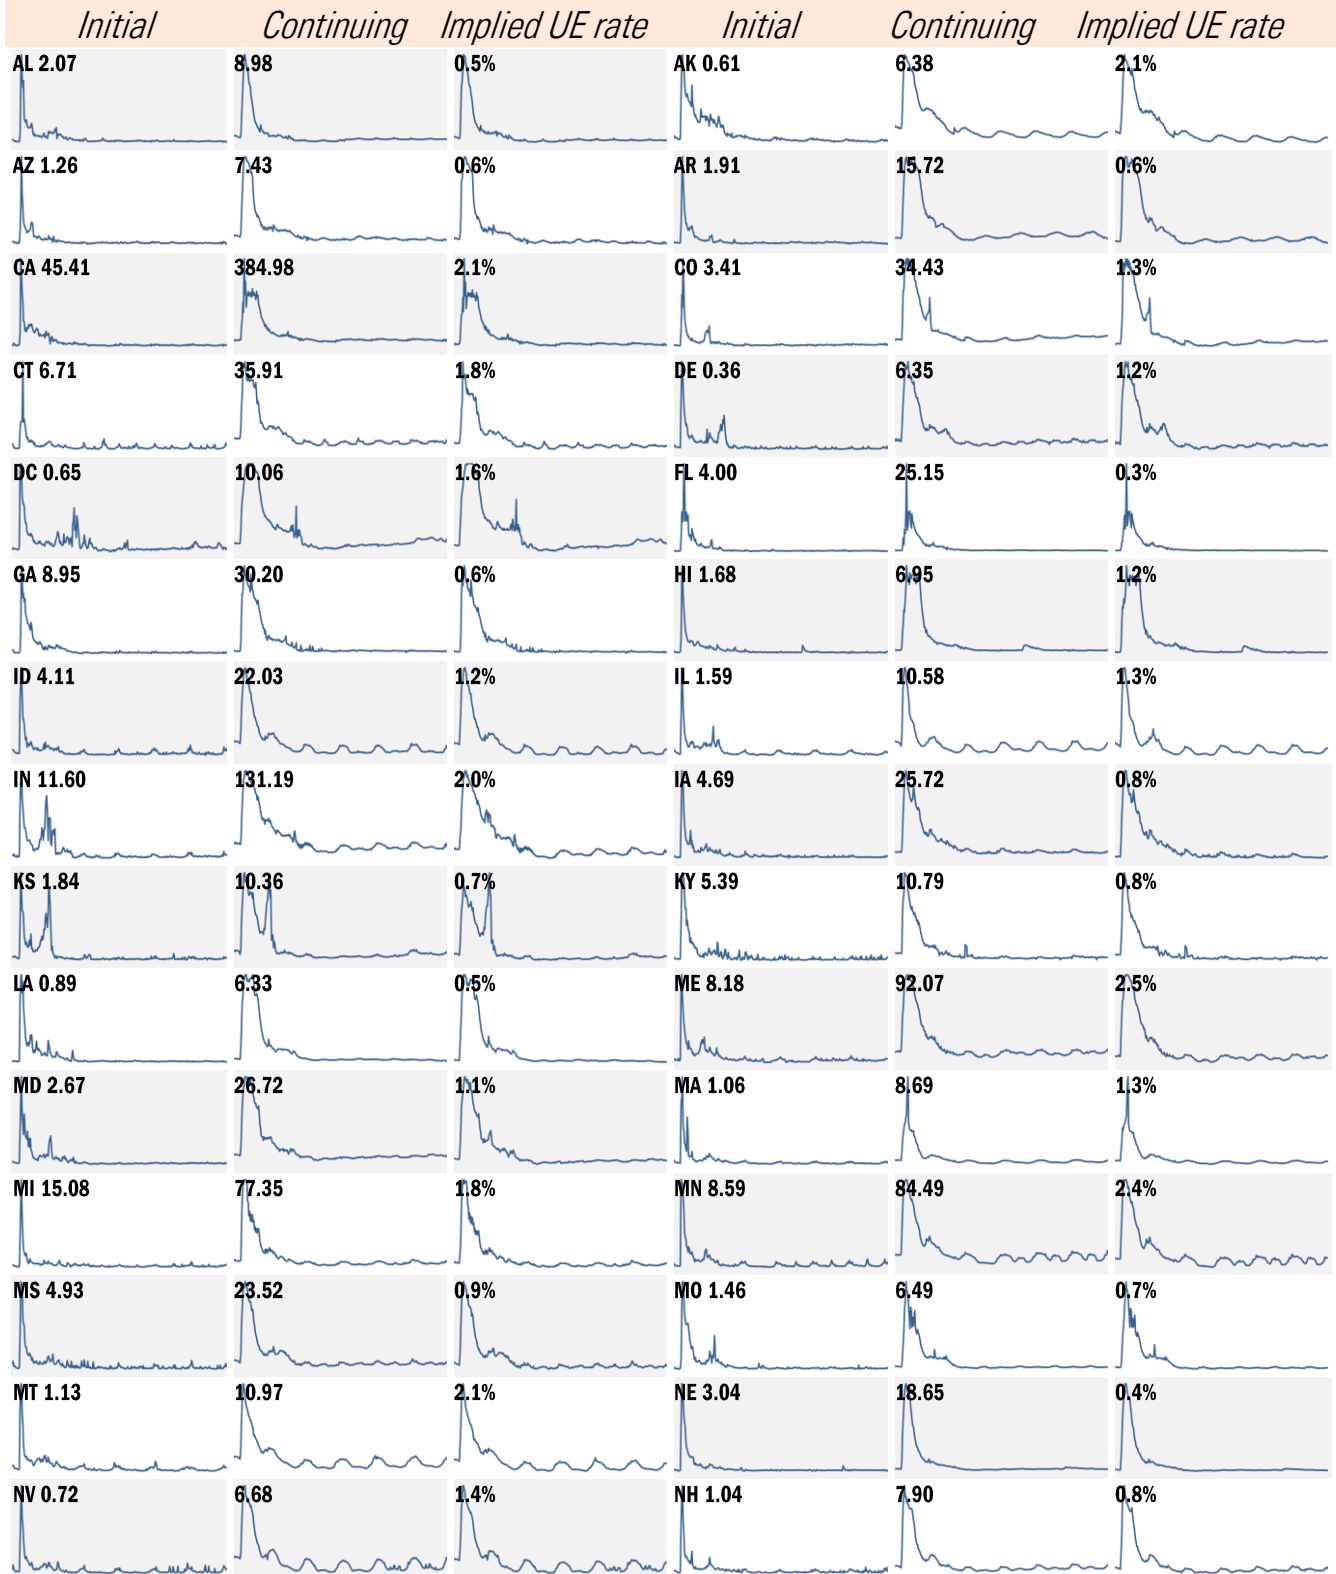 Initial Continuing Implied UE rate Initial Continuing Implied UE rate
AL 2.07 8.98 0.5% AK 0.61 6.38 2.1%
AZ 1.26 7.43 0.6% AR 1.91 15.72 0.6%
CA 45.41 384.98 2.1% CO 3.41 34.43 1.3%
CT 6.71 35.91 1.8% DE 0.36 6.35 1.2%
DC 0.65 10.06 1.6% FL 4.00 25.15 0.3%
GA 8.95 30.20 0.6% HI 1.68 6.95 1.2%
ID 4.11 22.03 1.2% IL 1.59 10.58 1.3%
IN 11.60 131.19 2.0% IA 4.69 25.72 0.8%
KS 1.84 10.36 0.7% KY 5.39 10.79 0.8%
LA 0.89 6.33 0.5% ME 8.18 92.07 2.5%
MD 2.67 26.72 1.1% MA 1.06 8.69 1.3%
MI 15.08 77.35 1.8% MN 8.59 84.49 2.4%
MS 4.93 23.52 0.9% MO 1.46 6.49 0.7%
MT 1.13 10.97 2.1% NE 3.04 18.65 0.4%
NV 0.72 6.68 1.4% NH 1.04 7.90 0.8%